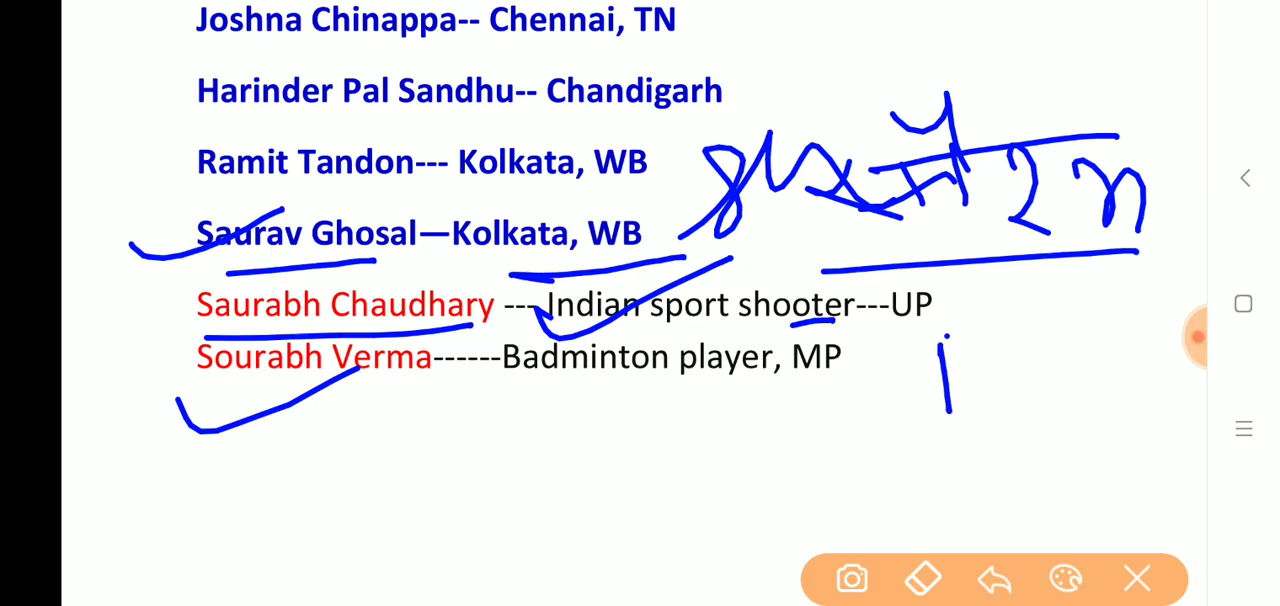 Joshna Chinappa-- Chennai, TN
Harinder Pal Sandhu-- Chandigarh
Ramit Tandon--- Kolkata, WB
Saurav Ghosal—Kolkata, WB
Saurabh Chaudhary ---Indian sport shooter---UP
Sourabh Verma------Badminton player, MP